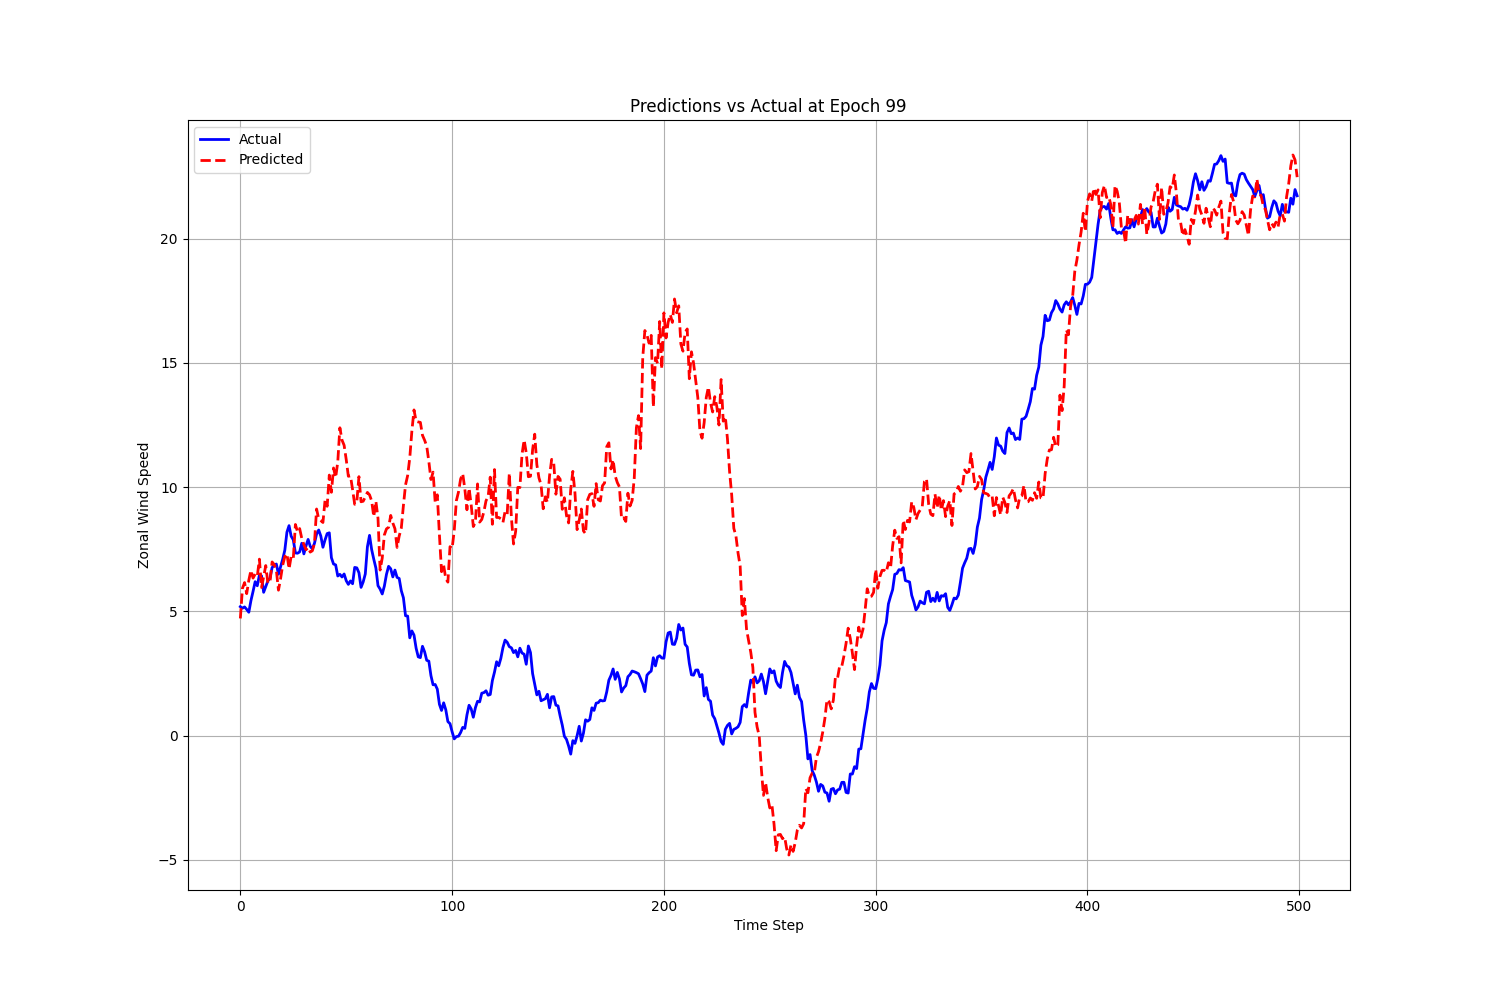 Predictions vs Actual at Epoch 99
Actual
Predicted
Zonal Wind Speed
20
15
10
5
0
−5
0 100 200 300 400 500
Time Step